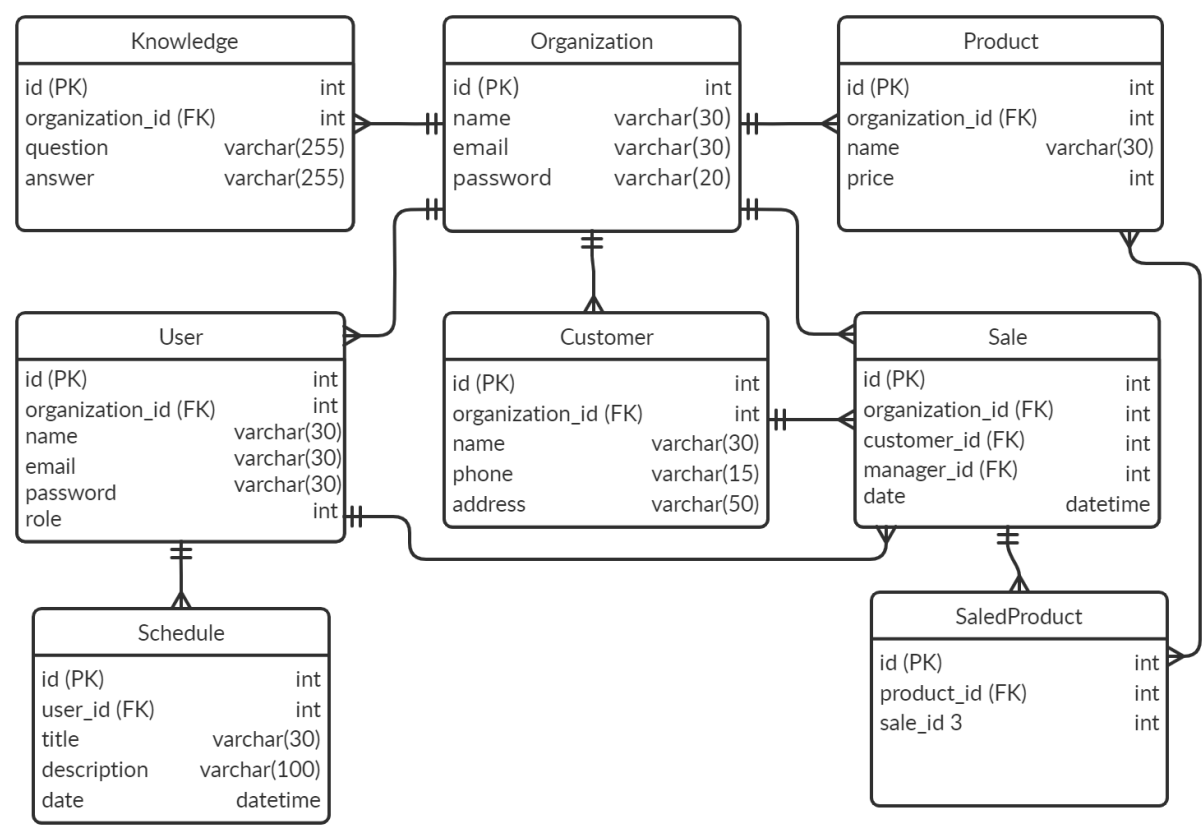 Knowledge
id (PK) int
organization_id (FK) int
question varchar(255)
answer varchar(255)
Organization
id (PK) int
name varchar(30)
email varchar(30)
password varchar(20)
Product
id (PK) int
organization_id (FK) int
name varchar(30)
price int
User
id (PK) int
organization_id (FK) int
name varchar(30)
email varchar(30)
password varchar(30)
role int
Customer
id (PK) int
organization_id (FK) int
name varchar(30)
phone varchar(15)
address varchar(50)
Sale
id (PK) int
organization_id (FK) int
customer_id (FK) int
manager_id (FK) int
date datetime
Schedule
id (PK) int
user_id (FK) int
title varchar(30)
description varchar(100)
date datetime
SaledProduct
id (PK) int
product_id (FK) int
sale_id 3 int